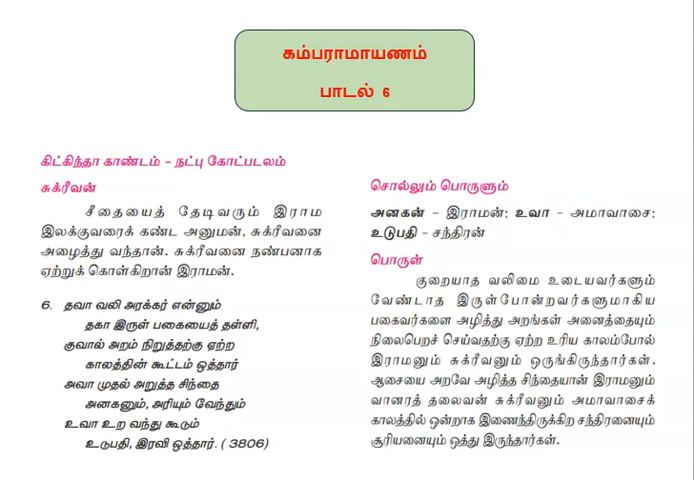 கம்பராமாயணம்
பாடல் 6
கிட்கிந்தா காண்டம் – நட்பு கோட்படலம்
சுக்ரீவன்
சீதையைத் தேடிவரும் இராம
இலக்குவரைக் கண்ட அனுமன், சுக்ரீவனை
அழைத்து வந்தான். சுக்ரீவனை நண்பனாக
ஏற்றுக் கொள்கிறான் இராமன்.
6. தவா வலி அரக்கர் என்னும்
தகா இருள் பகையைத் தள்ளி,
குவால் அறம் நிறுத்தற்கு ஏற்ற
காலத்தின் கூட்டம் ஒத்தார்
அவா முதல் அறுத்த சிந்தை
அனகனும், அரியும் வேந்தும்
உவா உற வந்து கூடும்
உடுபதி, இரவி ஒத்தார். ( 3806)
சொல்லும் பொருளும்
அனகன் – இராமன்; உவா – அமாவாசை;
உடுபதி – சந்திரன்
பொருள்
குறையாத வலிமை உடையவர்களும்
வேண்டாத இருள்போன்றவர்களுமாகிய
பகைவர்களை அழித்து அறங்கள் அனைத்தையும்
நிலைபெறச் செய்வதற்கு ஏற்ற உரிய காலம்போல்
இராமனும் சுக்ரீவனும் ஒருங்கிருந்தார்கள்.
ஆசையை அறவே அழித்த சிந்தையான் இராமனும்
வானரத் தலைவன் சுக்ரீவனும் அமாவாசைக்
காலத்தில் ஒன்றாக இணைந்திருக்கிற சந்திரனையும்
சூரியனையும் ஒத்து இருந்தார்கள்.